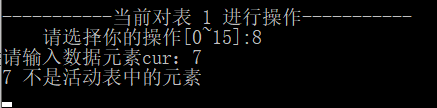 -----------当前对表 1 进行操作-----------
请选择你的操作[0~15]:8
请输入数据元素cur：7
7 不是活动表中的元素